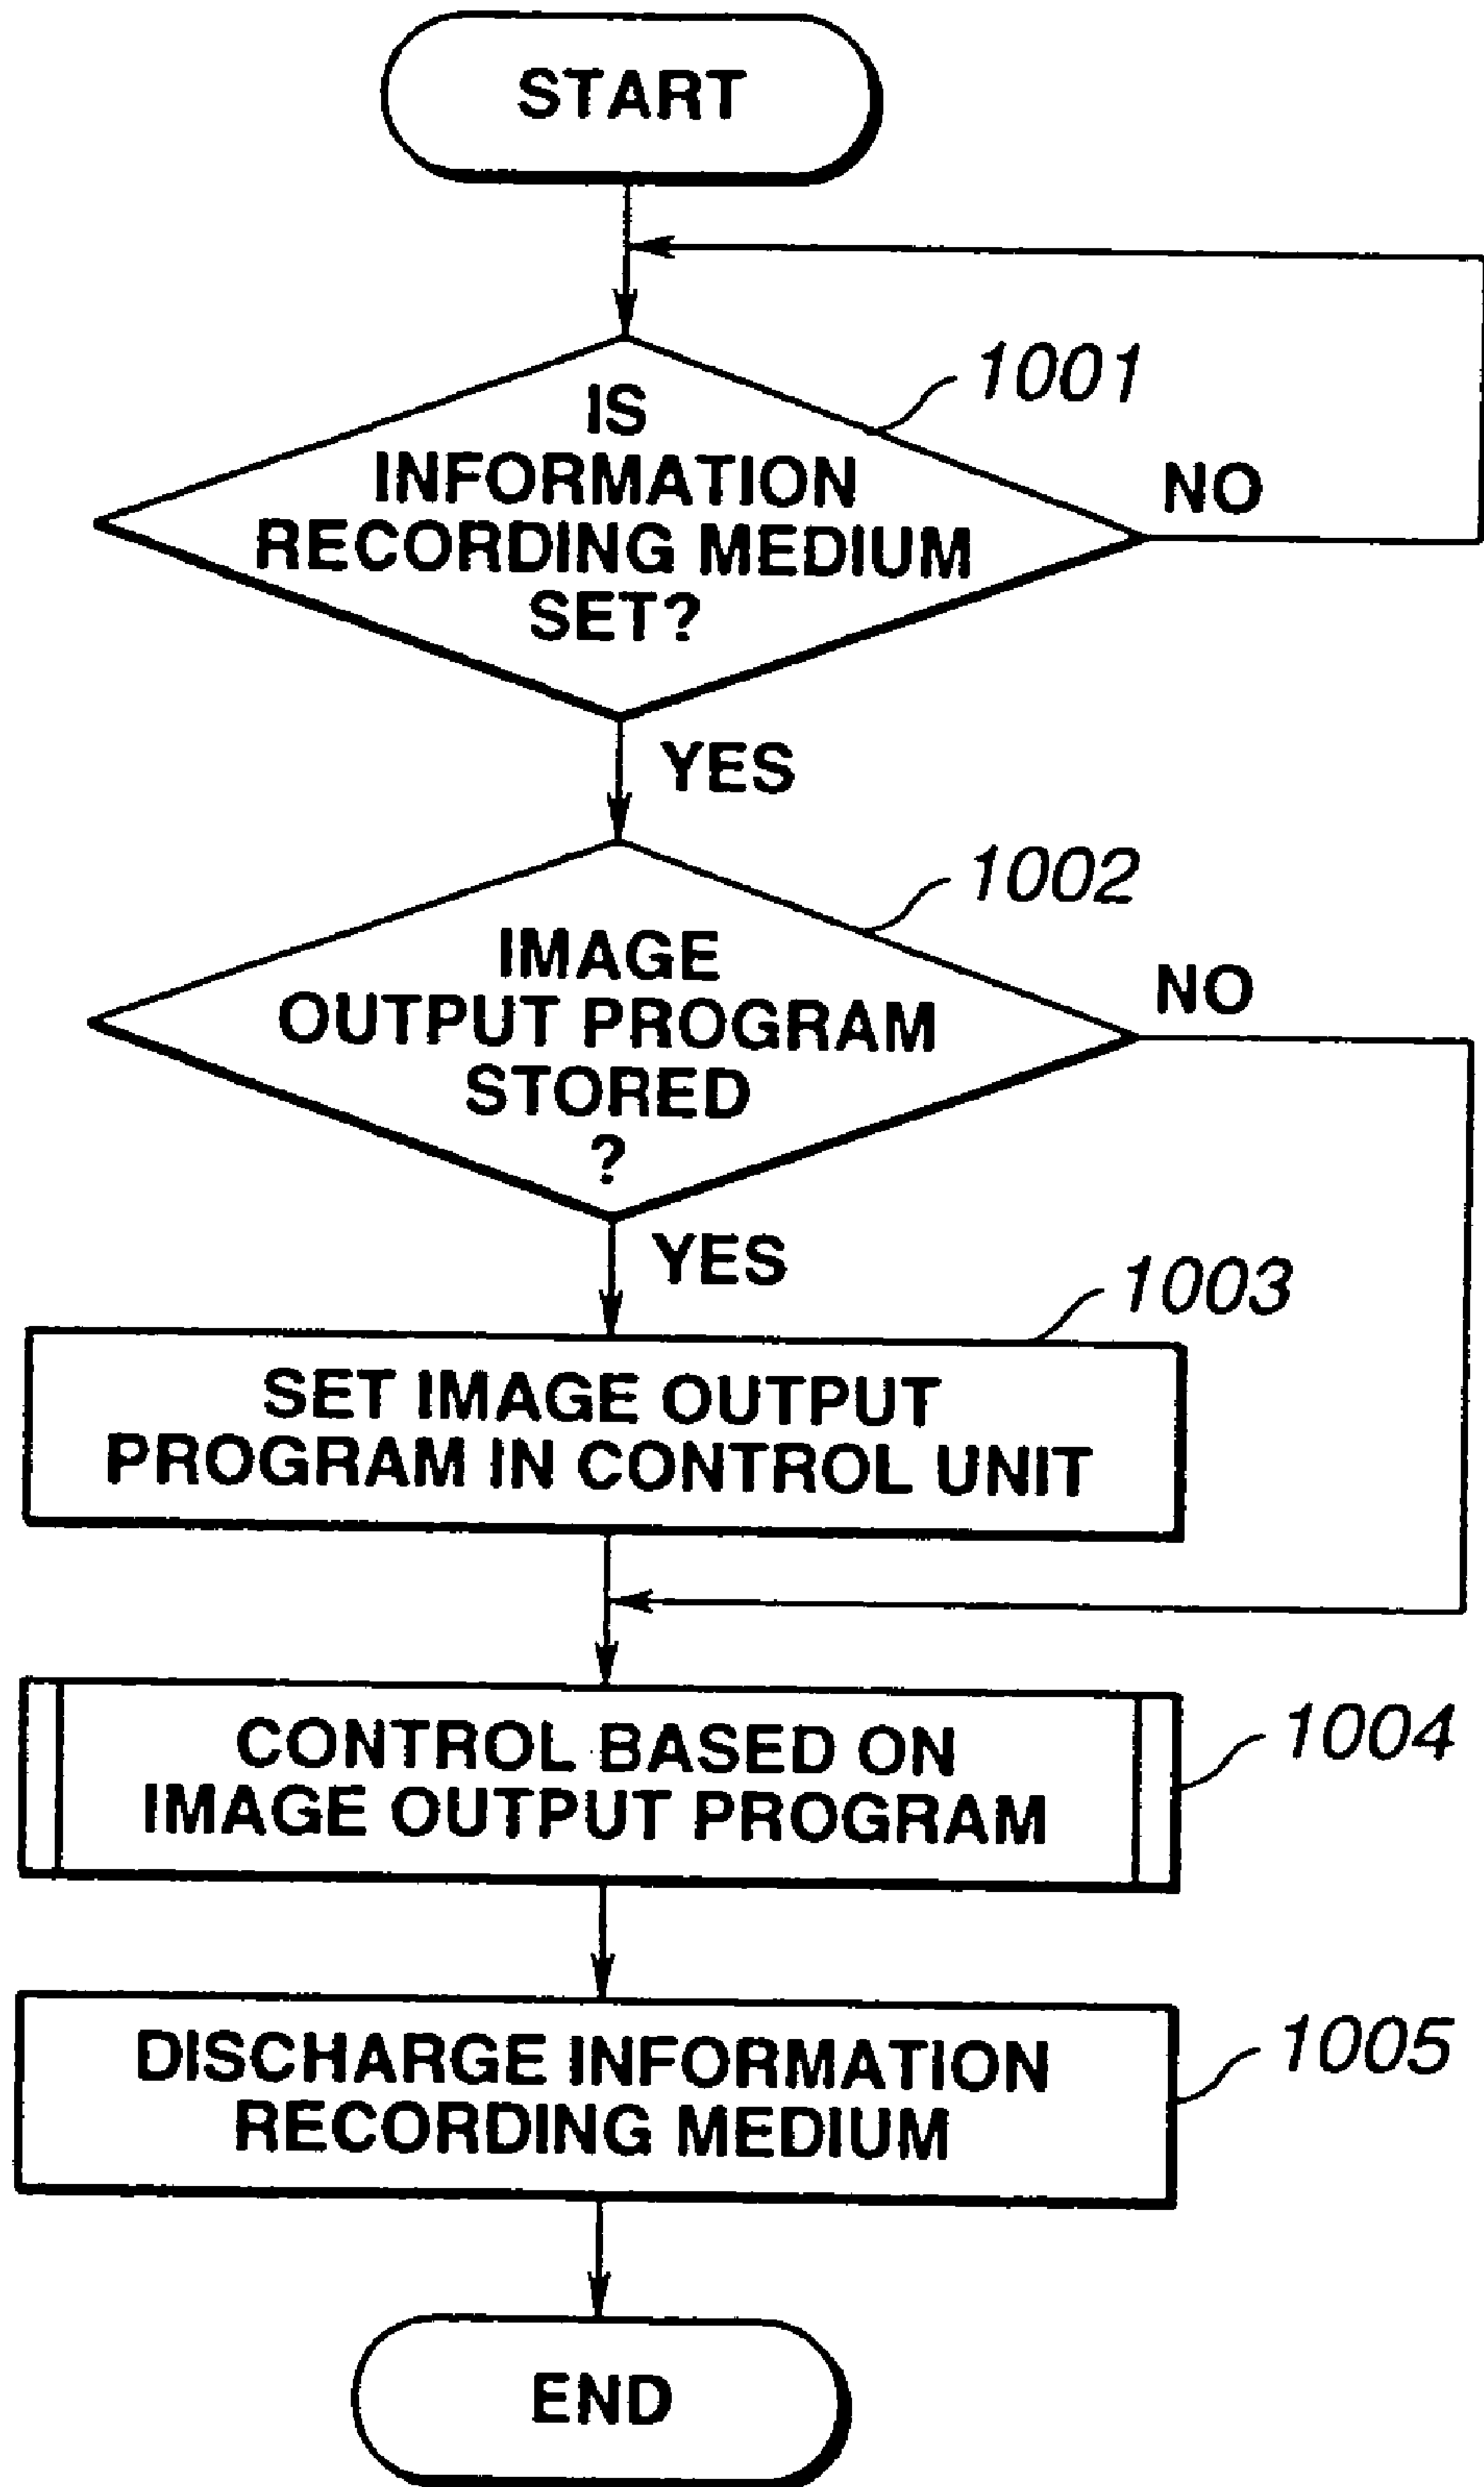 START
1001
IS
INFORMATION
RECORDING MEDIUM
SET?
NO
YES
1002
IMAGE
OUTPUT PROGRAM
STORED
?
NO
YES
1003
SET IMAGE OUTPUT
PROGRAM IN CONTROL UNIT
CONTROL BASED ON
IMAGE OUTPUT PROGRAM
1004
DISCHARGE INFORMATION
RECORDING MEDIUM
1005
END